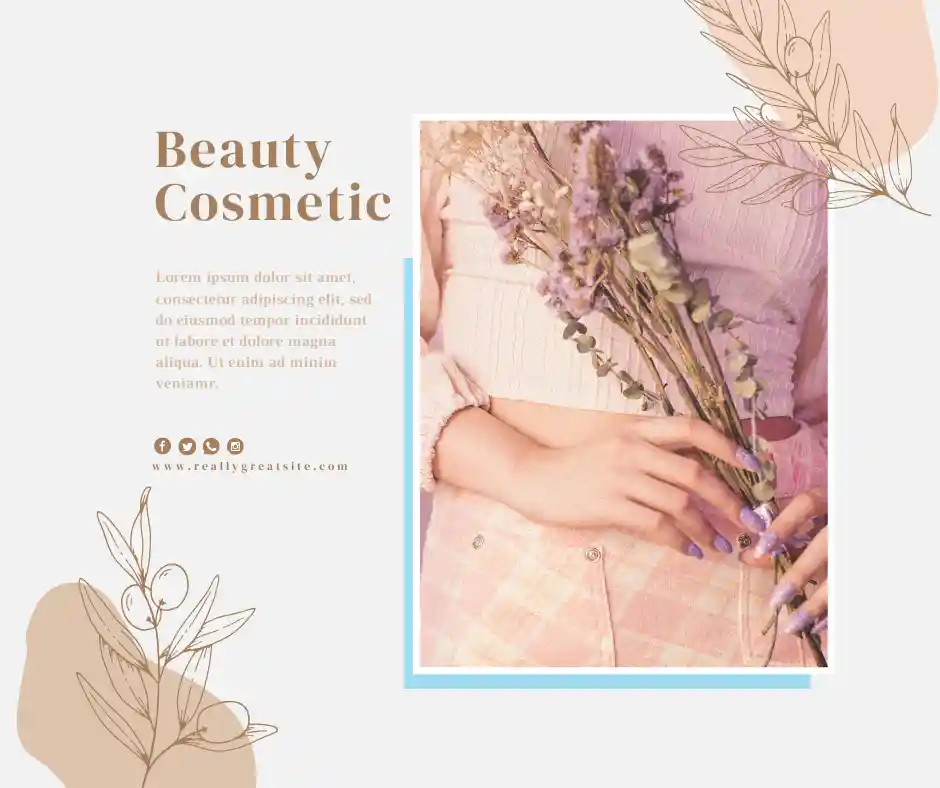 Beauty
Cosmetic
Lorem ipsum dolor sit amet,
consectetur adipiscing elit, sed
do eiusmod tempor incididunt
ut labore et dolore magna
aliqua. Ut enim ad minim
veniamr.
www.reallygreatsite.com